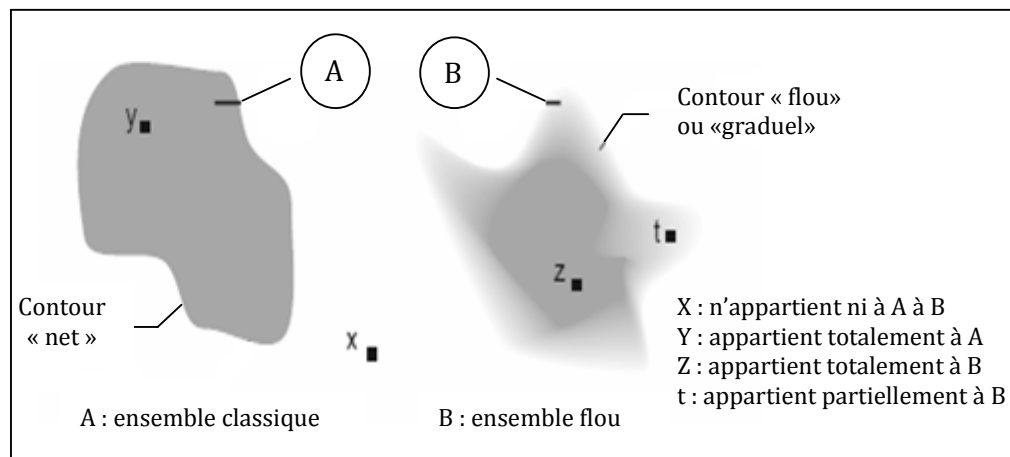 A
B
y
Contour « flou»
ou «graduel»
t
z
Contour
« net »
x
X : n'appartient ni à A à B
Y : appartient totalement à A
Z : appartient totalement à B
t : appartient partiellement à B
A : ensemble classique
B : ensemble flou